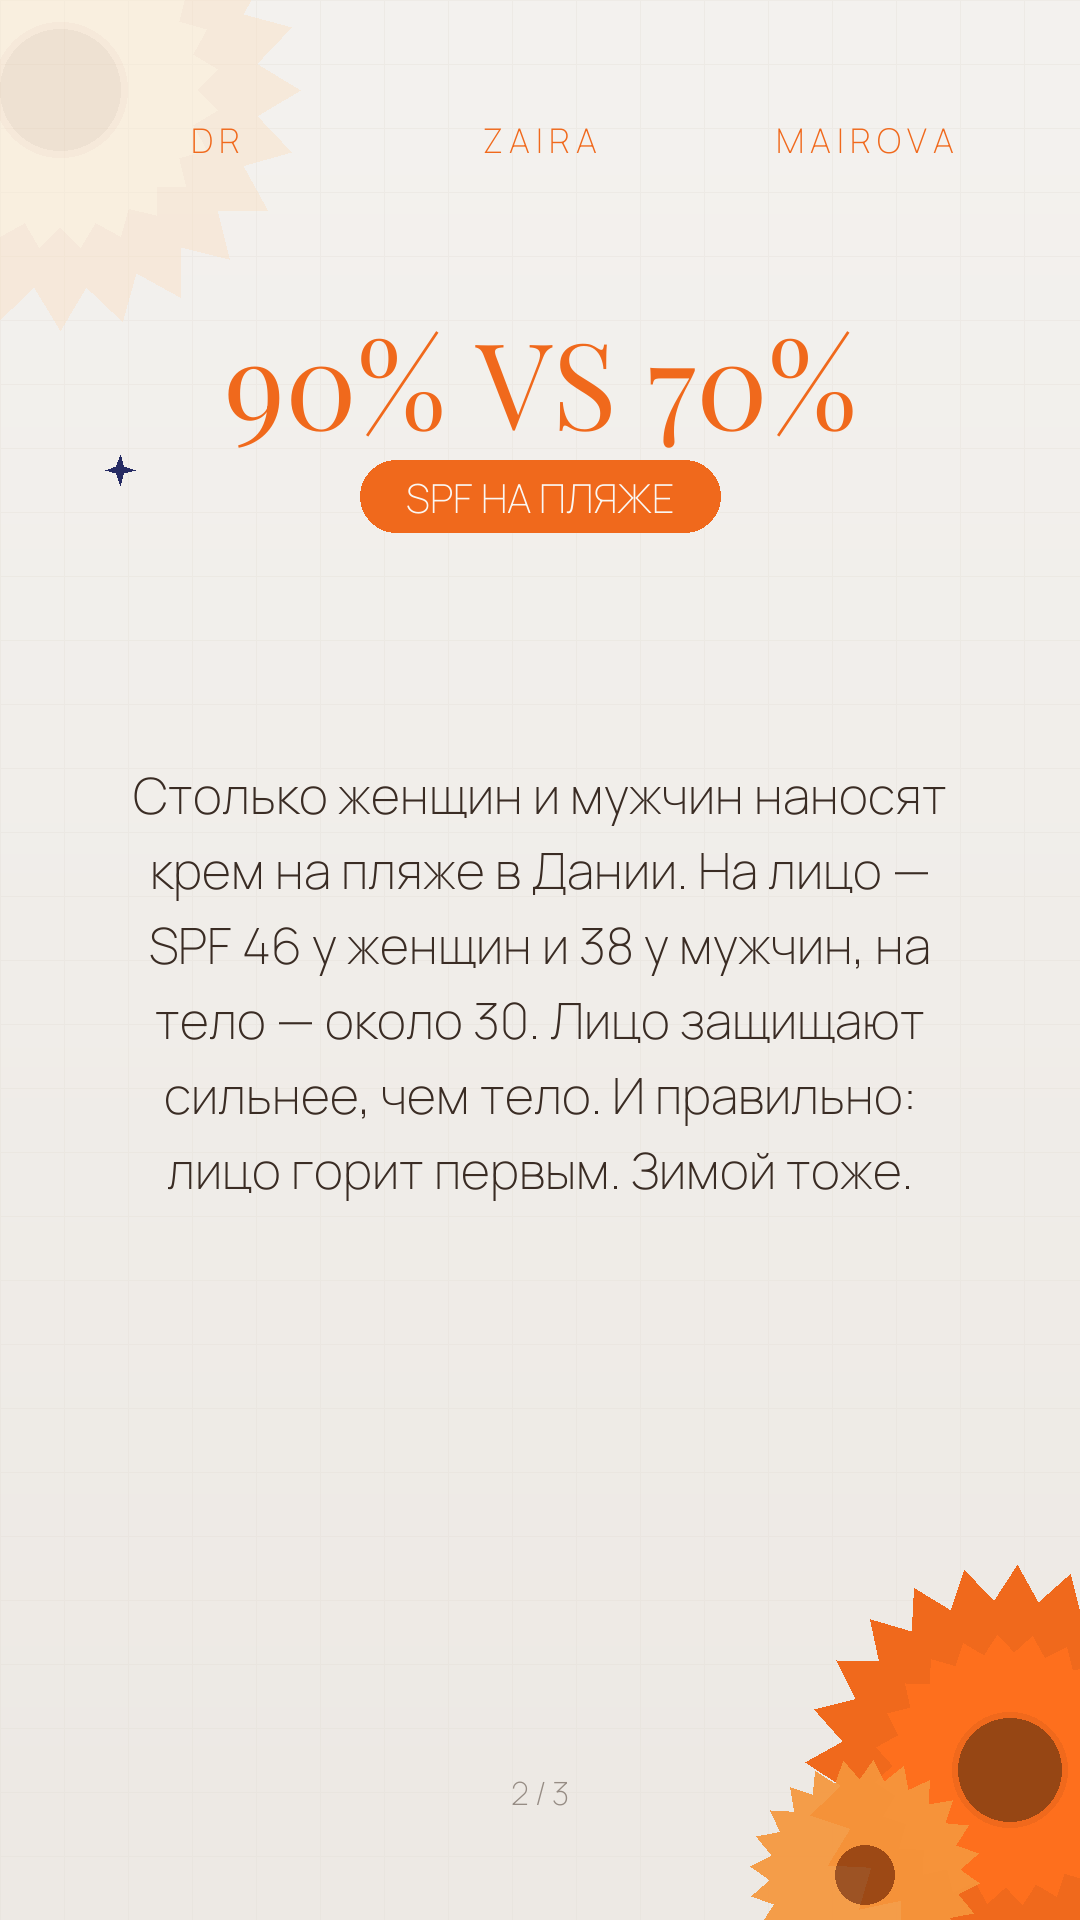 DR ZAIRA MAIROVA
90% VS 70%
SPF НА ПЛЯЖЕ
Столько женщин и мужчин наносят
крем на пляже в Дании. На лицо —
SPF 46 у женщин и 38 у мужчин, на
тело — около 30. Лицо защищают
сильнее, чем тело. И правильно:
лицо горит первым. Зимой тоже.
2/3